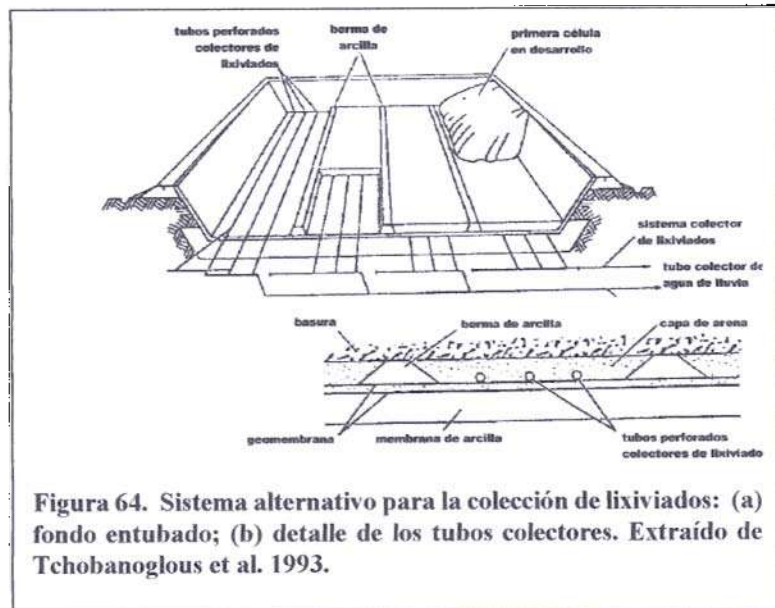 tubos perforados
colectores de
lixiviados
berma de
arcilla
primera célula
en desarrollo
sistema colector
de lixiviados
tubo colector de
agua de lluvia
basura
berma de arcilla
capa de arena
geomembrana
membrana de arcilla
tubos perforados
colectores de lixiviado
Figura 64. Sistema alternativo para la colección de lixiviados: (a)
fondo entubado; (b) detalle de los tubos colectores. Extraído de
Tchobanoglous et al. 1993.